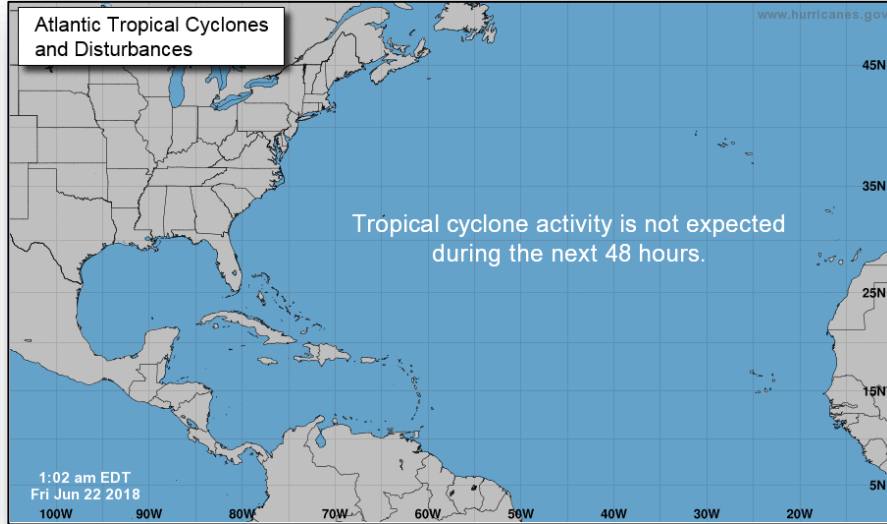 Atlantic Tropical Cyclones
and Disturbances
www.hurricanes.gov
45N
35N
Tropical cyclone activity is not expected
during the next 48 hours.
25N
15N
1:02 am EDT
Fri Jun 22 2018
5N
100W 90W 80W 70W 60W 50W 40W 30W 20W